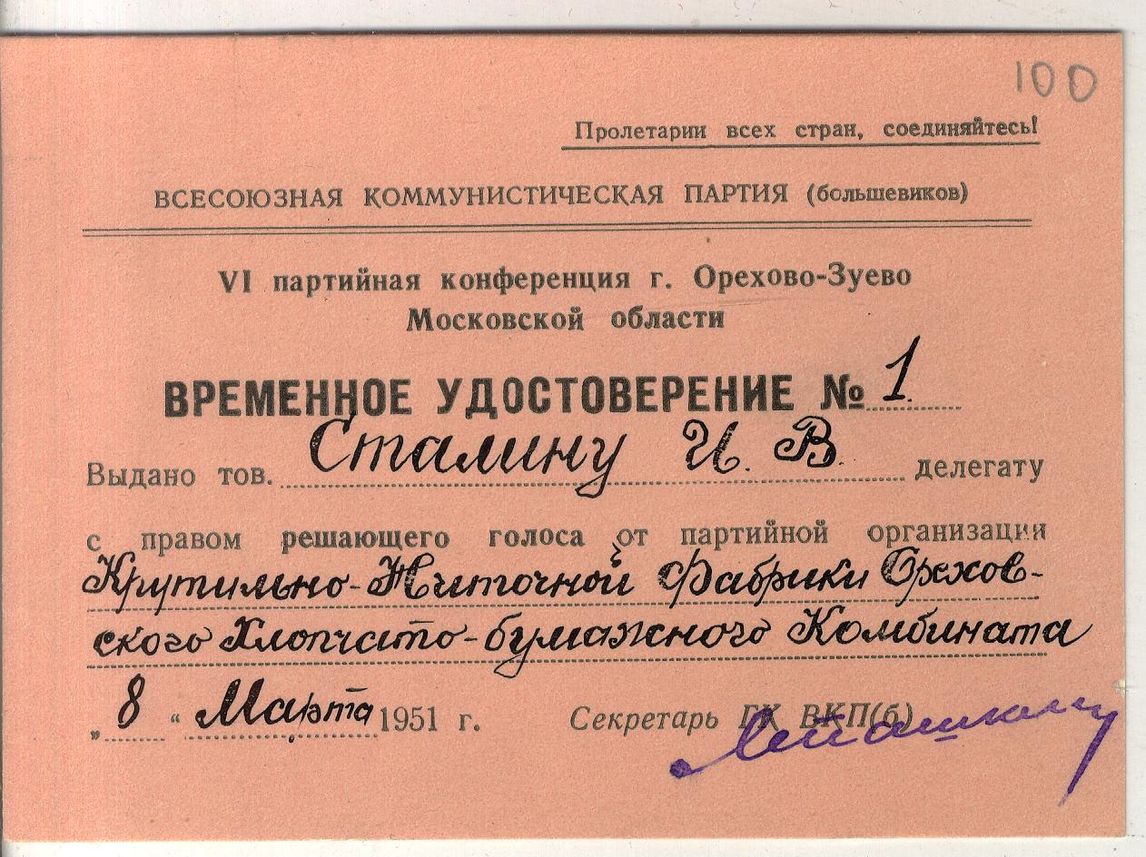 100
Пролетарии всех стран, соединяйтесь!
ВСЕСОЮЗНАЯ КОММУНИСТИЧЕСКАЯ ПАРТИЯ (большевиков)
VI партийная конференция г. Орехово-Зуево
Московской области
ВРЕМЕННОЕ УДОСТОВЕРЕНИЕ № 1.
Выдано тов. Сталину И. В. делегату
с правом решающего голоса от партийной организации
Крутильно-Ниточной Фабрики Орехов-
ского Хлопчато-бумажного Комбината
„8“ Марта 1951 г. Секретарь ГК ВКП(б)